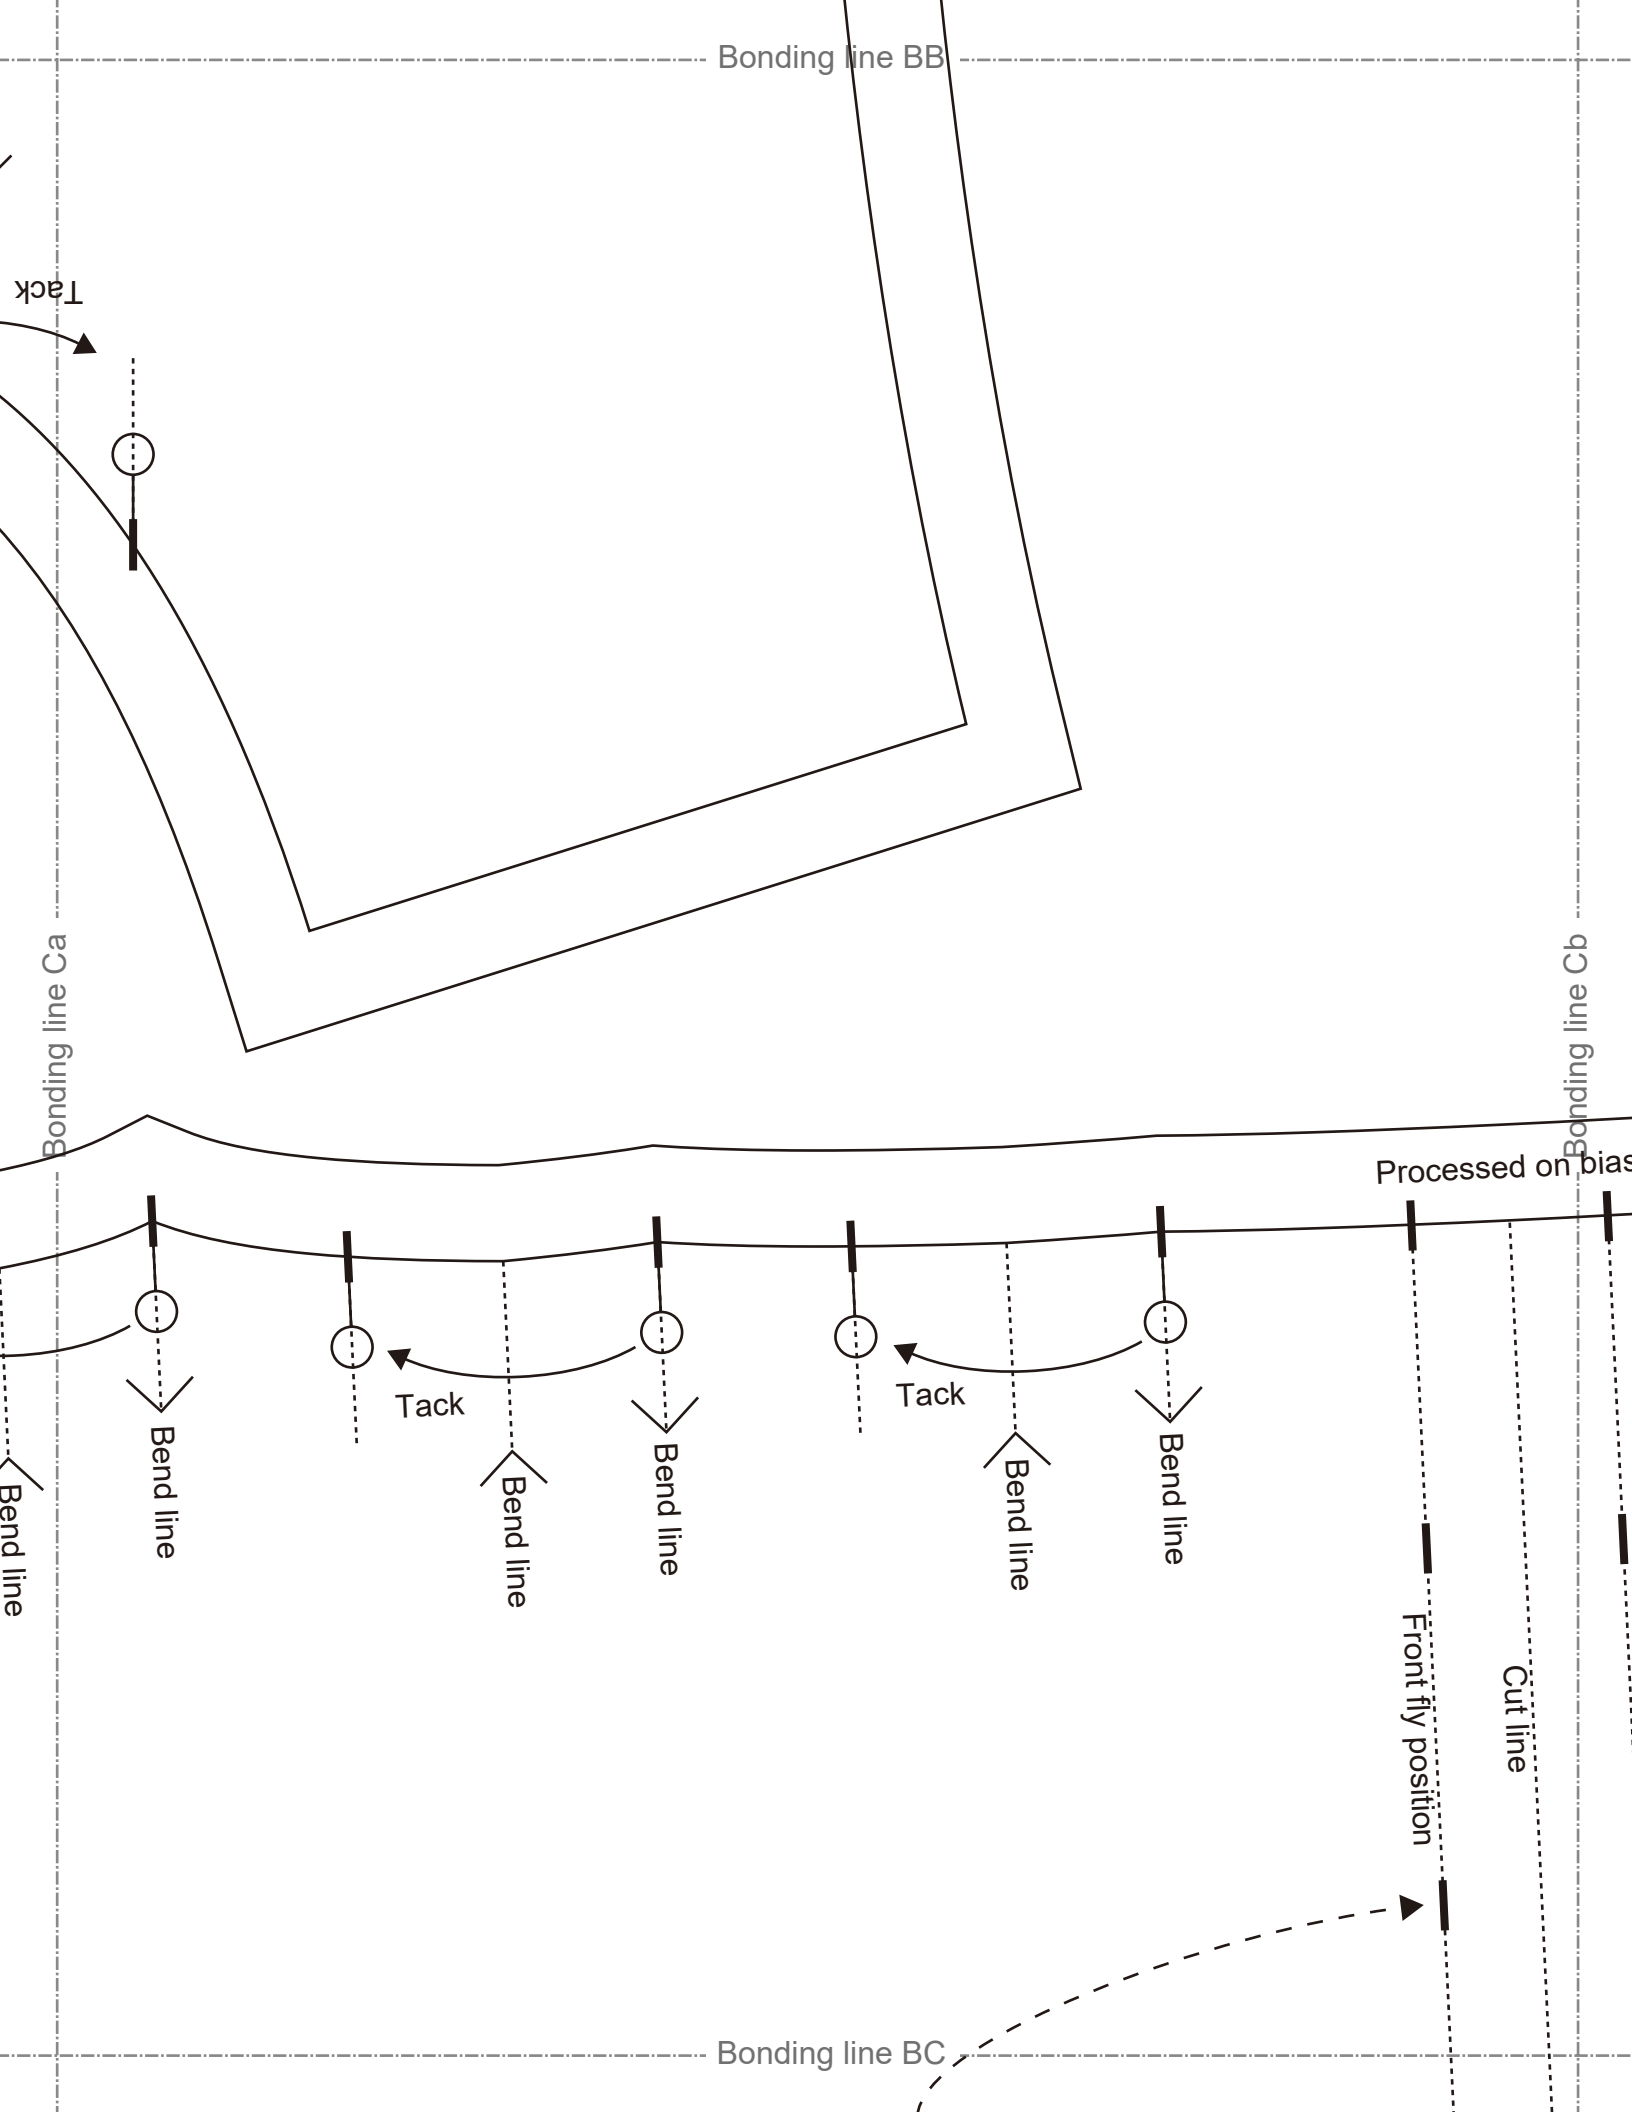 Bonding line BB
Tack
Bonding line Ca
Bonding line Cb
Processed on bias
Tack
Tack
Bend line
Bend line
Bend line
Bend line
Bend line
Bend line
Front fly position
Cut line
Bonding line BC